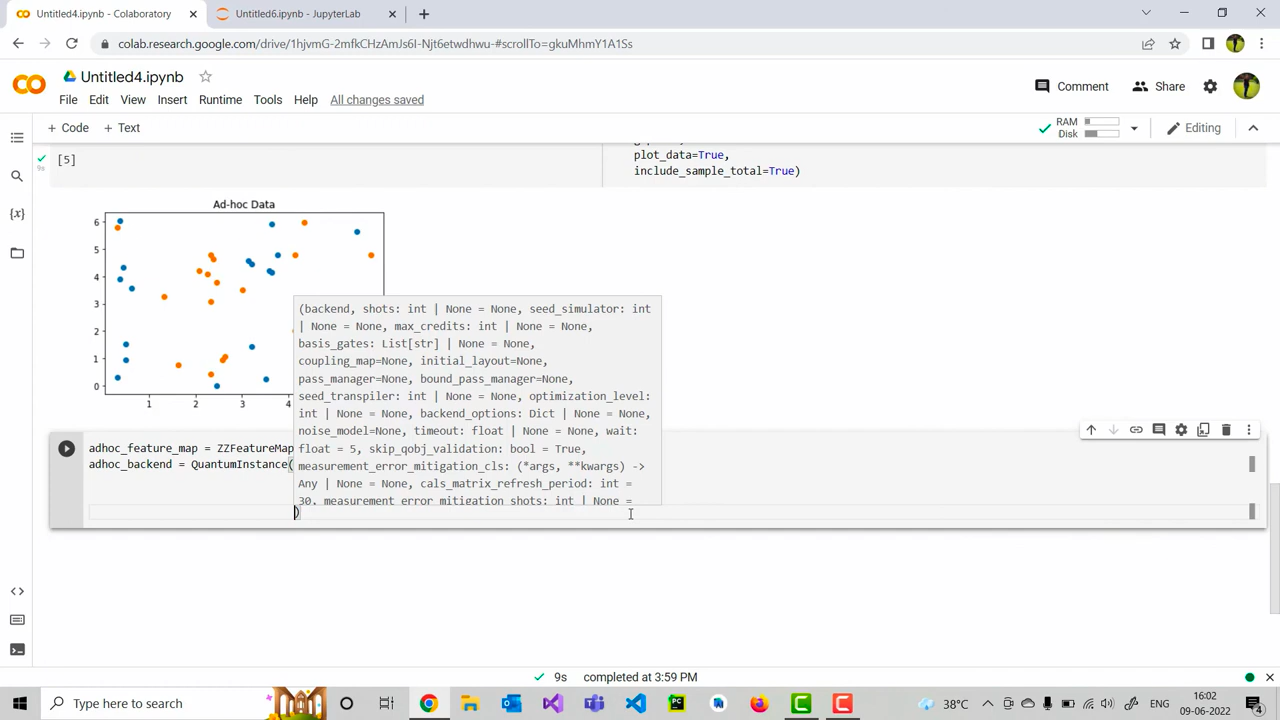 Untitled4.ipynb - Colaboratory
Untitled6.ipynb - JupyterLab
colab.research.google.com/drive/1hjvmG-2mfkCHzAmJs6I-Njt6etwdhwu-#scrollTo=gkuMhmY1A1Ss
Untitled4.ipynb
Comment
Share
File Edit View Insert Runtime Tools Help All changes saved
+ Code + Text
RAM
Disk
Editing
[5]
9s
plot_data=True,
include_sample_total=True)
Ad-hoc Data
6
5
4
3
2
1
0
1 2 3 4
(backend, shots: int | None = None, seed_simulator: int
| None = None, max_credits: int | None = None,
basis_gates: List[str] | None = None,
coupling_map=None, initial_layout=None,
pass_manager=None, bound_pass_manager=None,
seed_transpiler: int | None = None, optimization_level:
int | None = None, backend_options: Dict | None = None,
noise_model=None, timeout: float | None = None, wait:
float = 5, skip_qobj_validation: bool = True,
measurement_error_mitigation_cls: (*args, **kwargs) ->
Any | None = None, cals_matrix_refresh_period: int =
30, measurement_error_mitigation_shots: int | None =
adhoc_feature_map = ZZFeatureMap
adhoc_backend = QuantumInstance(
)
9s completed at 3:59 PM
Type here to search
38°C
ENG
16:02
09-06-2022
4